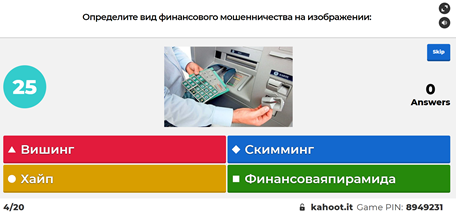 Определите вид финансового мошенничества на изображении:
Skip
25
0
Answers
Вишинг
Скимминг
Хайп
Финансоваяпирамида
4/20
kahoot.it Game PIN: 8949231